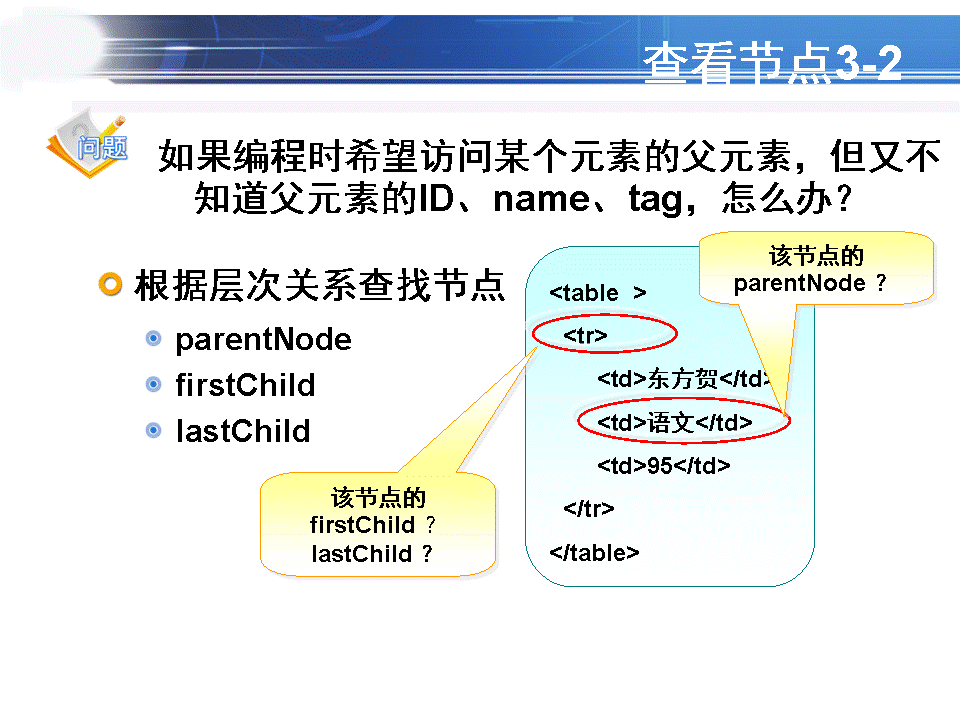 查看节点3-2
问题
如果编程时希望访问某个元素的父元素，但又不
知道父元素的ID、name、tag，怎么办？
根据层次关系查找节点
parentNode
firstChild
lastChild
该节点的
parentNode ？
<table  >
<tr>
<td>东方贺</td>
<td>语文</td>
<td>95</td>
</tr>
</table>
该节点的
firstChild ？
lastChild ？